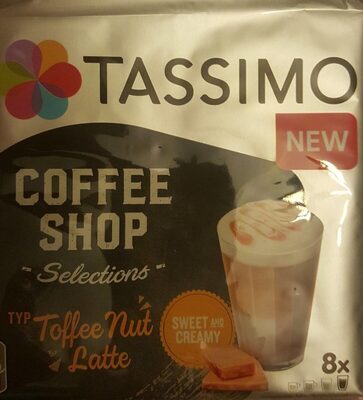 TASSIMO
NEW
COFFEE
SHOP
- Selections -
TYP Toffee Nut
Latte
SWEET AND
CREAMY
8x